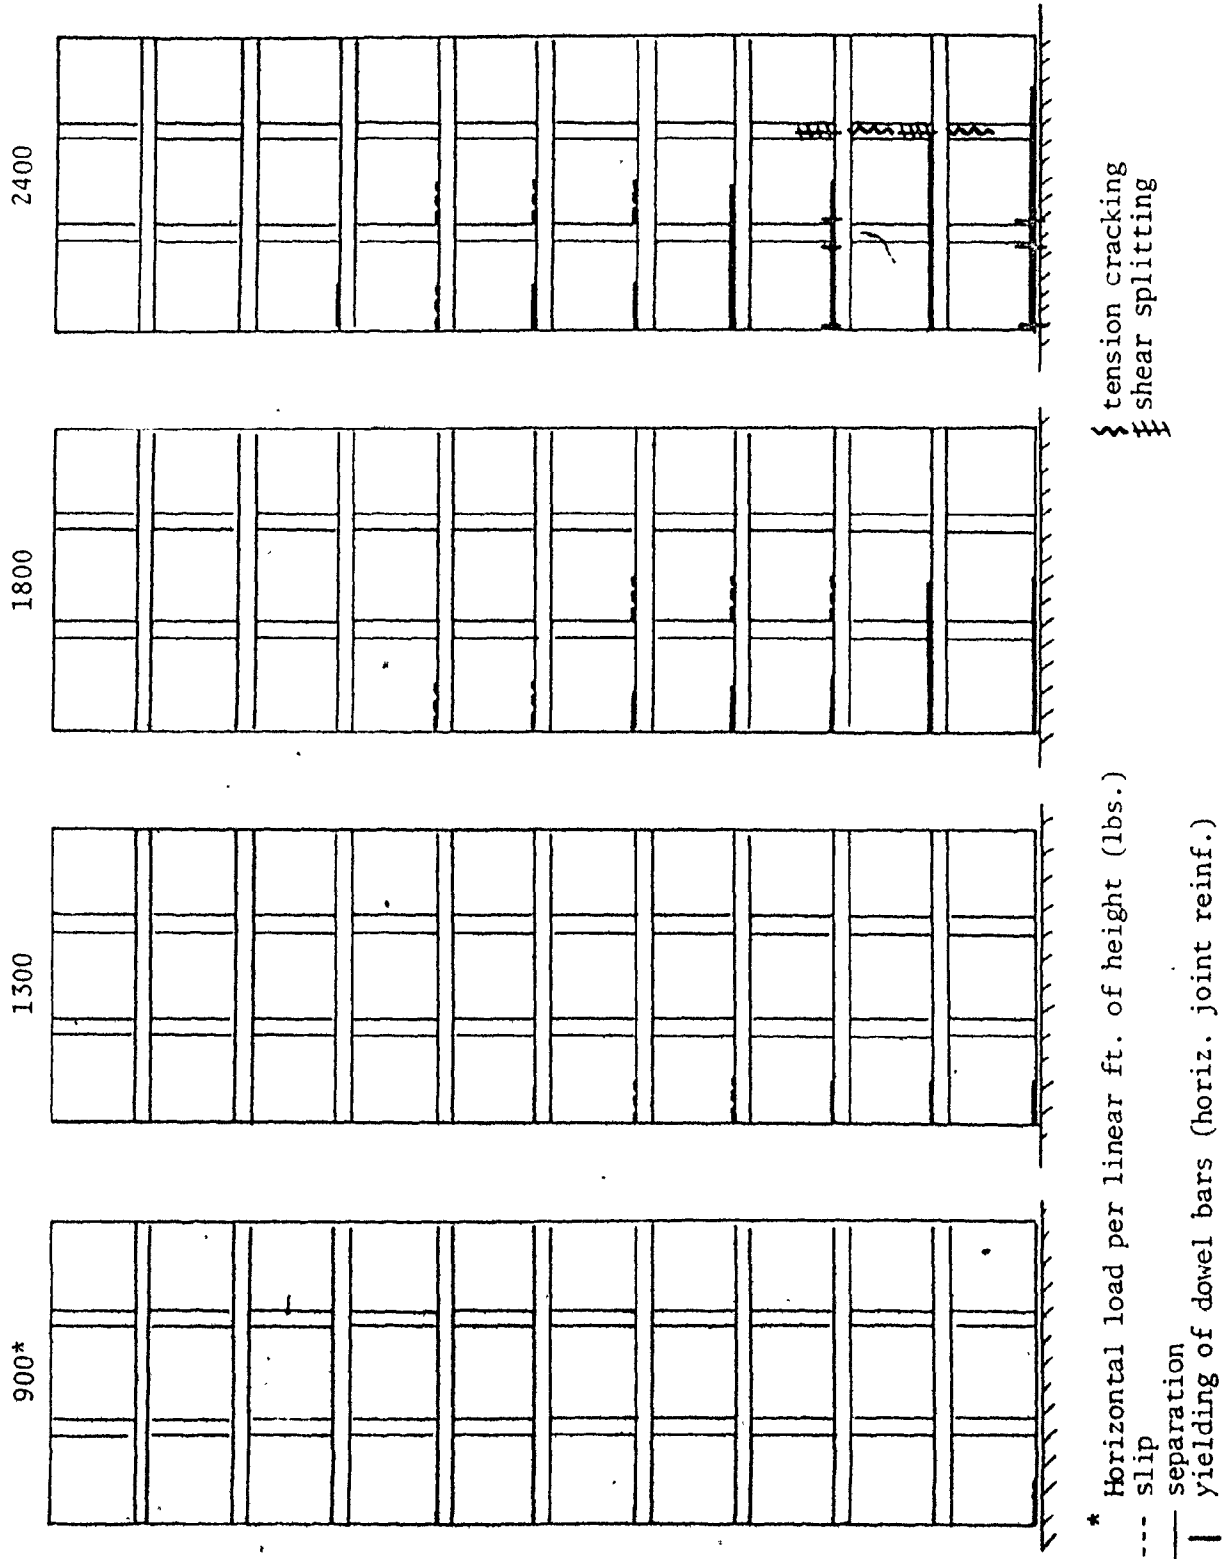 900*
1300
1800
2400
* Horizontal load per linear ft. of height (lbs.)
--- slip
— separation
| yielding of dowel bars (horiz. joint reinf.)
tension cracking
shear splitting